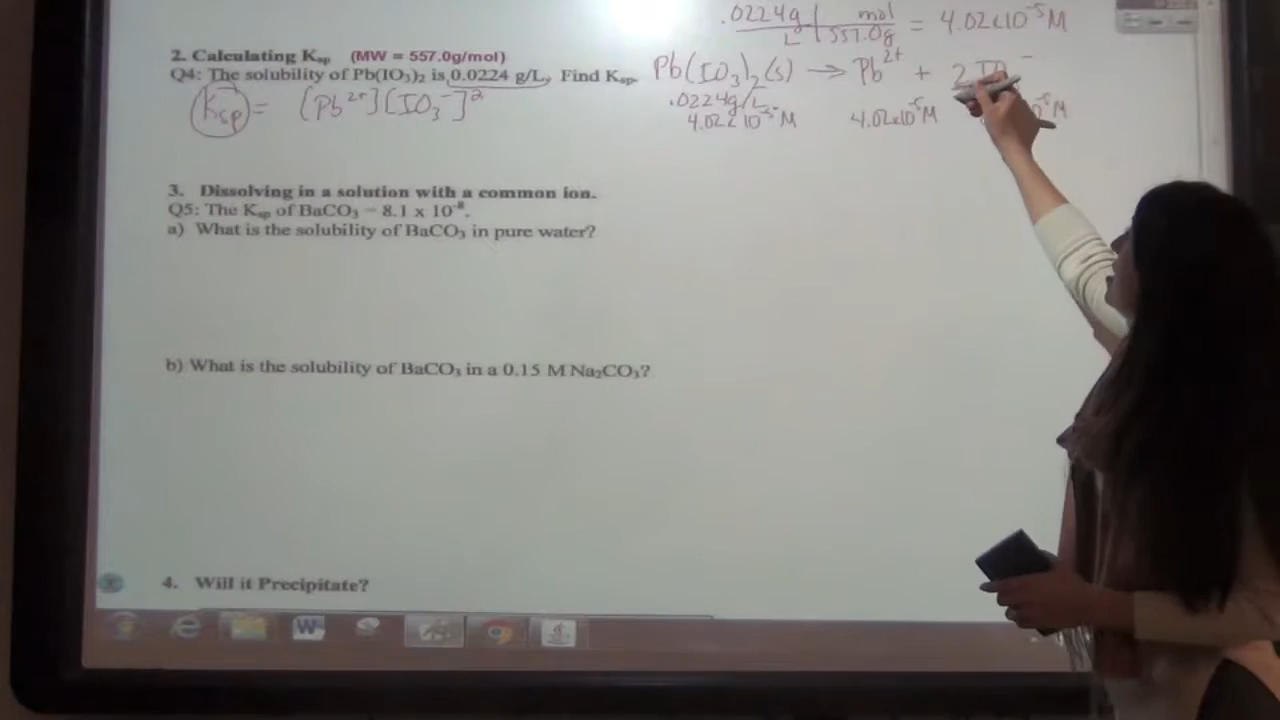 .0224g | mol
L | 557.0g = 4.02x10⁻⁵M
2. Calculating Ksp (MW = 557.0g/mol)
Q4: The solubility of Pb(IO₃)₂ is 0.0224 g/L, Find Ksp.
Pb(IO₃)₂(s) → Pb²⁺ + 2IO ⁻
Ksp = [Pb²⁺][IO₃⁻]²
.0224g/L
4.02x10⁻⁵M 4.02x10⁻⁵M 0⁻⁵M
3. Dissolving in a solution with a common ion.
Q5: The Ksp of BaCO₃ = 8.1 x 10⁻⁸.
a) What is the solubility of BaCO₃ in pure water?
b) What is the solubility of BaCO₃ in a 0.15 M Na₂CO₃?
4. Will it Precipitate?
W